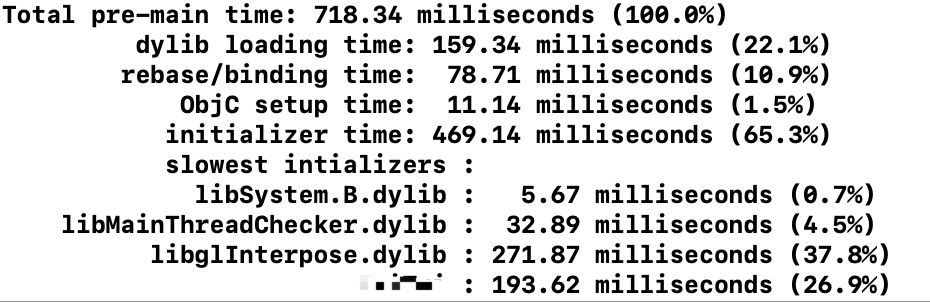 Total pre-main time: 718.34 milliseconds (100.0%)
dylib loading time: 159.34 milliseconds (22.1%)
rebase/binding time: 78.71 milliseconds (10.9%)
ObjC setup time: 11.14 milliseconds (1.5%)
initializer time: 469.14 milliseconds (65.3%)
slowest intializers :
libSystem.B.dylib : 5.67 milliseconds (0.7%)
libMainThreadChecker.dylib : 32.89 milliseconds (4.5%)
libglInterpose.dylib : 271.87 milliseconds (37.8%)
: 193.62 milliseconds (26.9%)